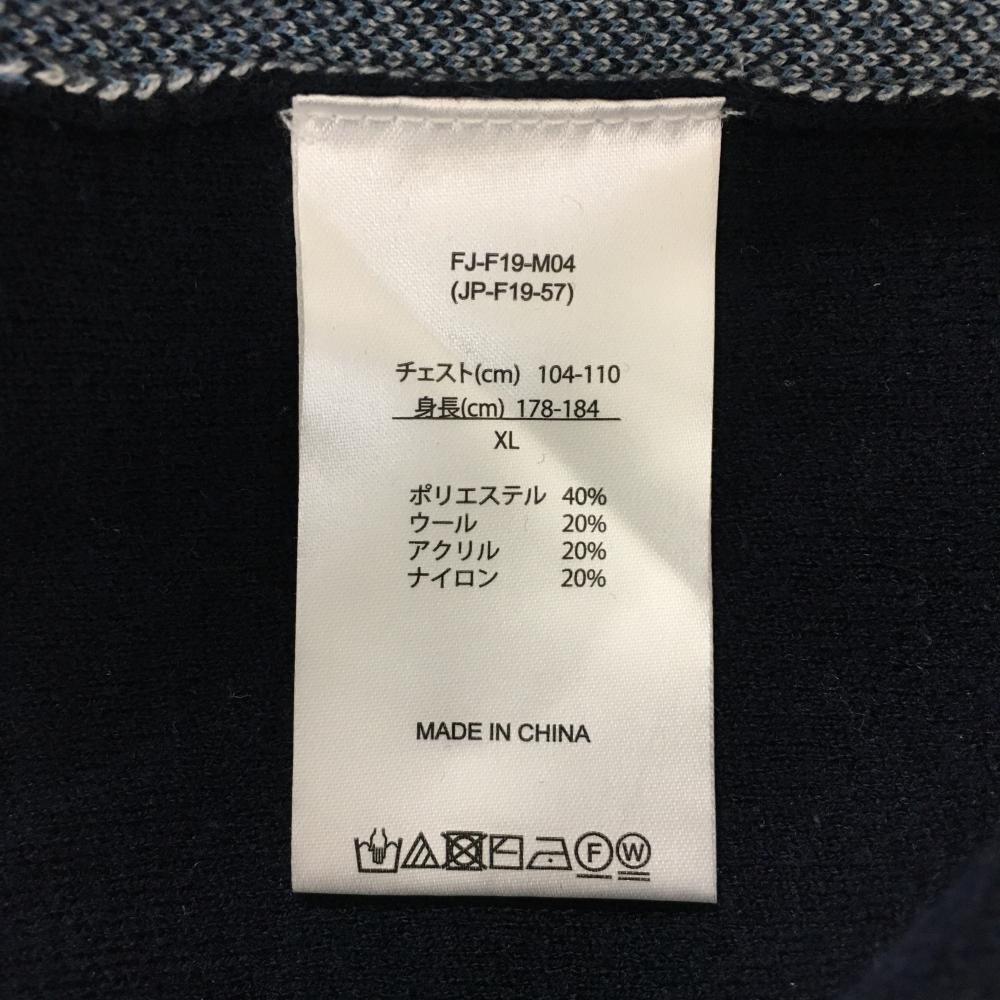 FJ-F19-M04
(JP-F19-57)
チェスト(cm) 104-110
身長(cm) 178-184
XL
ポリエステル 40%
ウール 20%
アクリル 20%
ナイロン 20%
MADE IN CHINA
F W